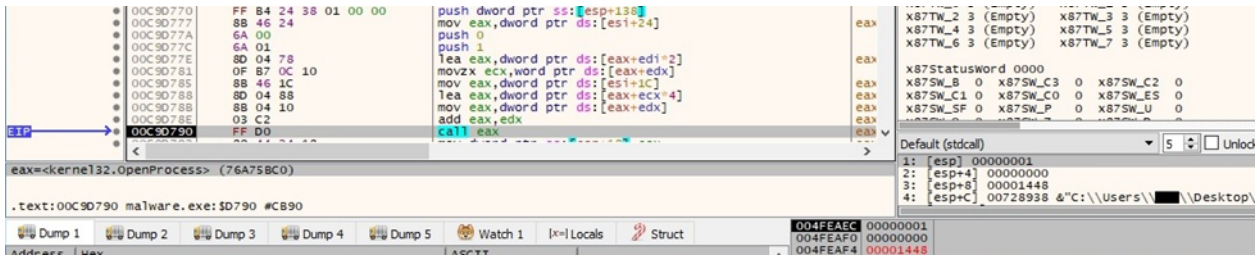 00C9D770 FF B4 24 38 01 00 00 push dword ptr ss:[esp+138]
00C9D777 8B 46 24 mov eax,dword ptr ds:[esi+24] eax
00C9D77A 6A 00 push 0
00C9D77C 6A 01 push 1
00C9D77E 8D 04 78 lea eax,dword ptr ds:[eax+edi*2] eax
00C9D781 0F B7 0C 10 movzx ecx,word ptr ds:[eax+edx]
00C9D785 8B 46 1C mov eax,dword ptr ds:[esi+1C] eax
00C9D788 8D 04 88 lea eax,dword ptr ds:[eax+ecx*4] eax
00C9D78B 8B 04 10 mov eax,dword ptr ds:[eax+edx] eax
00C9D78E 03 C2 add eax,edx eax
EIP 00C9D790 FF D0 call eax eax
eax=<kernel32.OpenProcess> (76A75BC0)
.text:00C9D790 malware.exe:$D790 #CB90
Dump 1 Dump 2 Dump 3 Dump 4 Dump 5 Watch 1 [x=] Locals Struct
Address Hex ASCII
x87TW_2 3 (Empty) x87TW_3 3 (Empty)
x87TW_4 3 (Empty) x87TW_5 3 (Empty)
x87TW_6 3 (Empty) x87TW_7 3 (Empty)
x87StatusWord 0000
x87SW_B 0 x87SW_C3 0 x87SW_C2 0
x87SW_C1 0 x87SW_C0 0 x87SW_ES 0
x87SW_SF 0 x87SW_P 0 x87SW_U 0
Default (stdcall) 5 Unlock
1: [esp] 00000001
2: [esp+4] 00000000
3: [esp+8] 00001448
4: [esp+C] 00728938 &"C:\\Users\\ \\Desktop\
004FEAEC 00000001
004FEAF0 00000000
004FEAF4 00001448